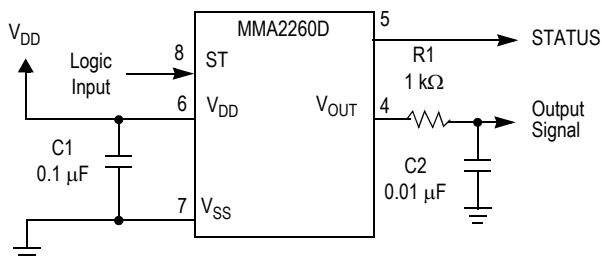 MMA2260D
5
V_DD
STATUS
R1
Logic
Input
8
ST
1 kΩ
6
V_DD
V_OUT
4
Output
Signal
C1
0.1 μF
C2
0.01 μF
7
V_SS